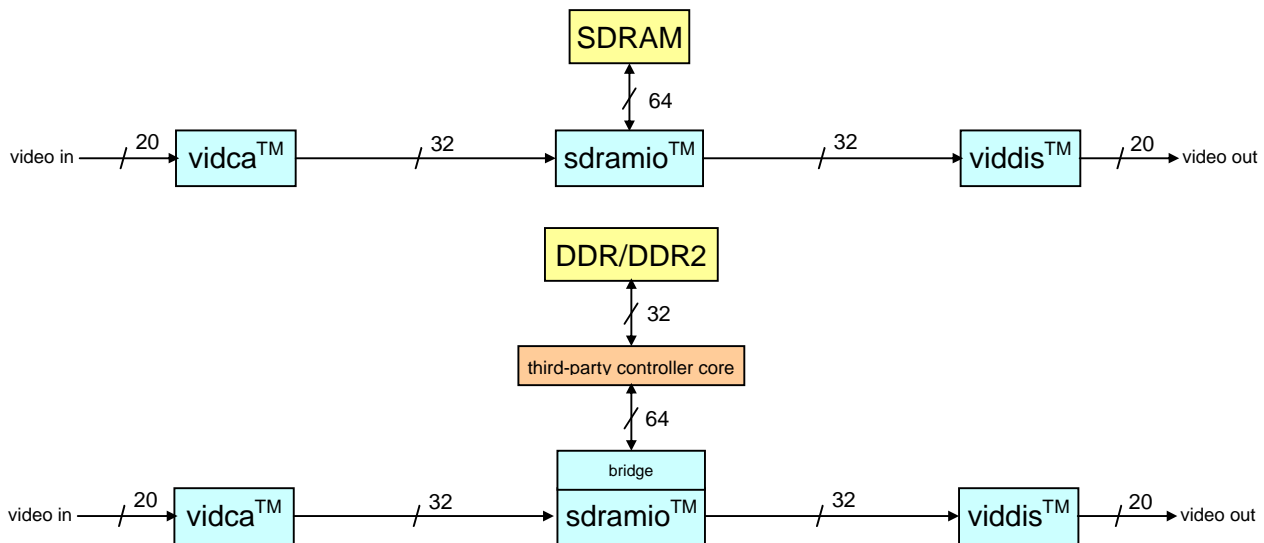 SDRAM
64
video in 20 vidca™ 32 sdramio™ 32 viddis™ 20 video out
DDR/DDR2
32
third-party controller core
64
bridge
video in 20 vidca™ 32 sdramio™ 32 viddis™ 20 video out